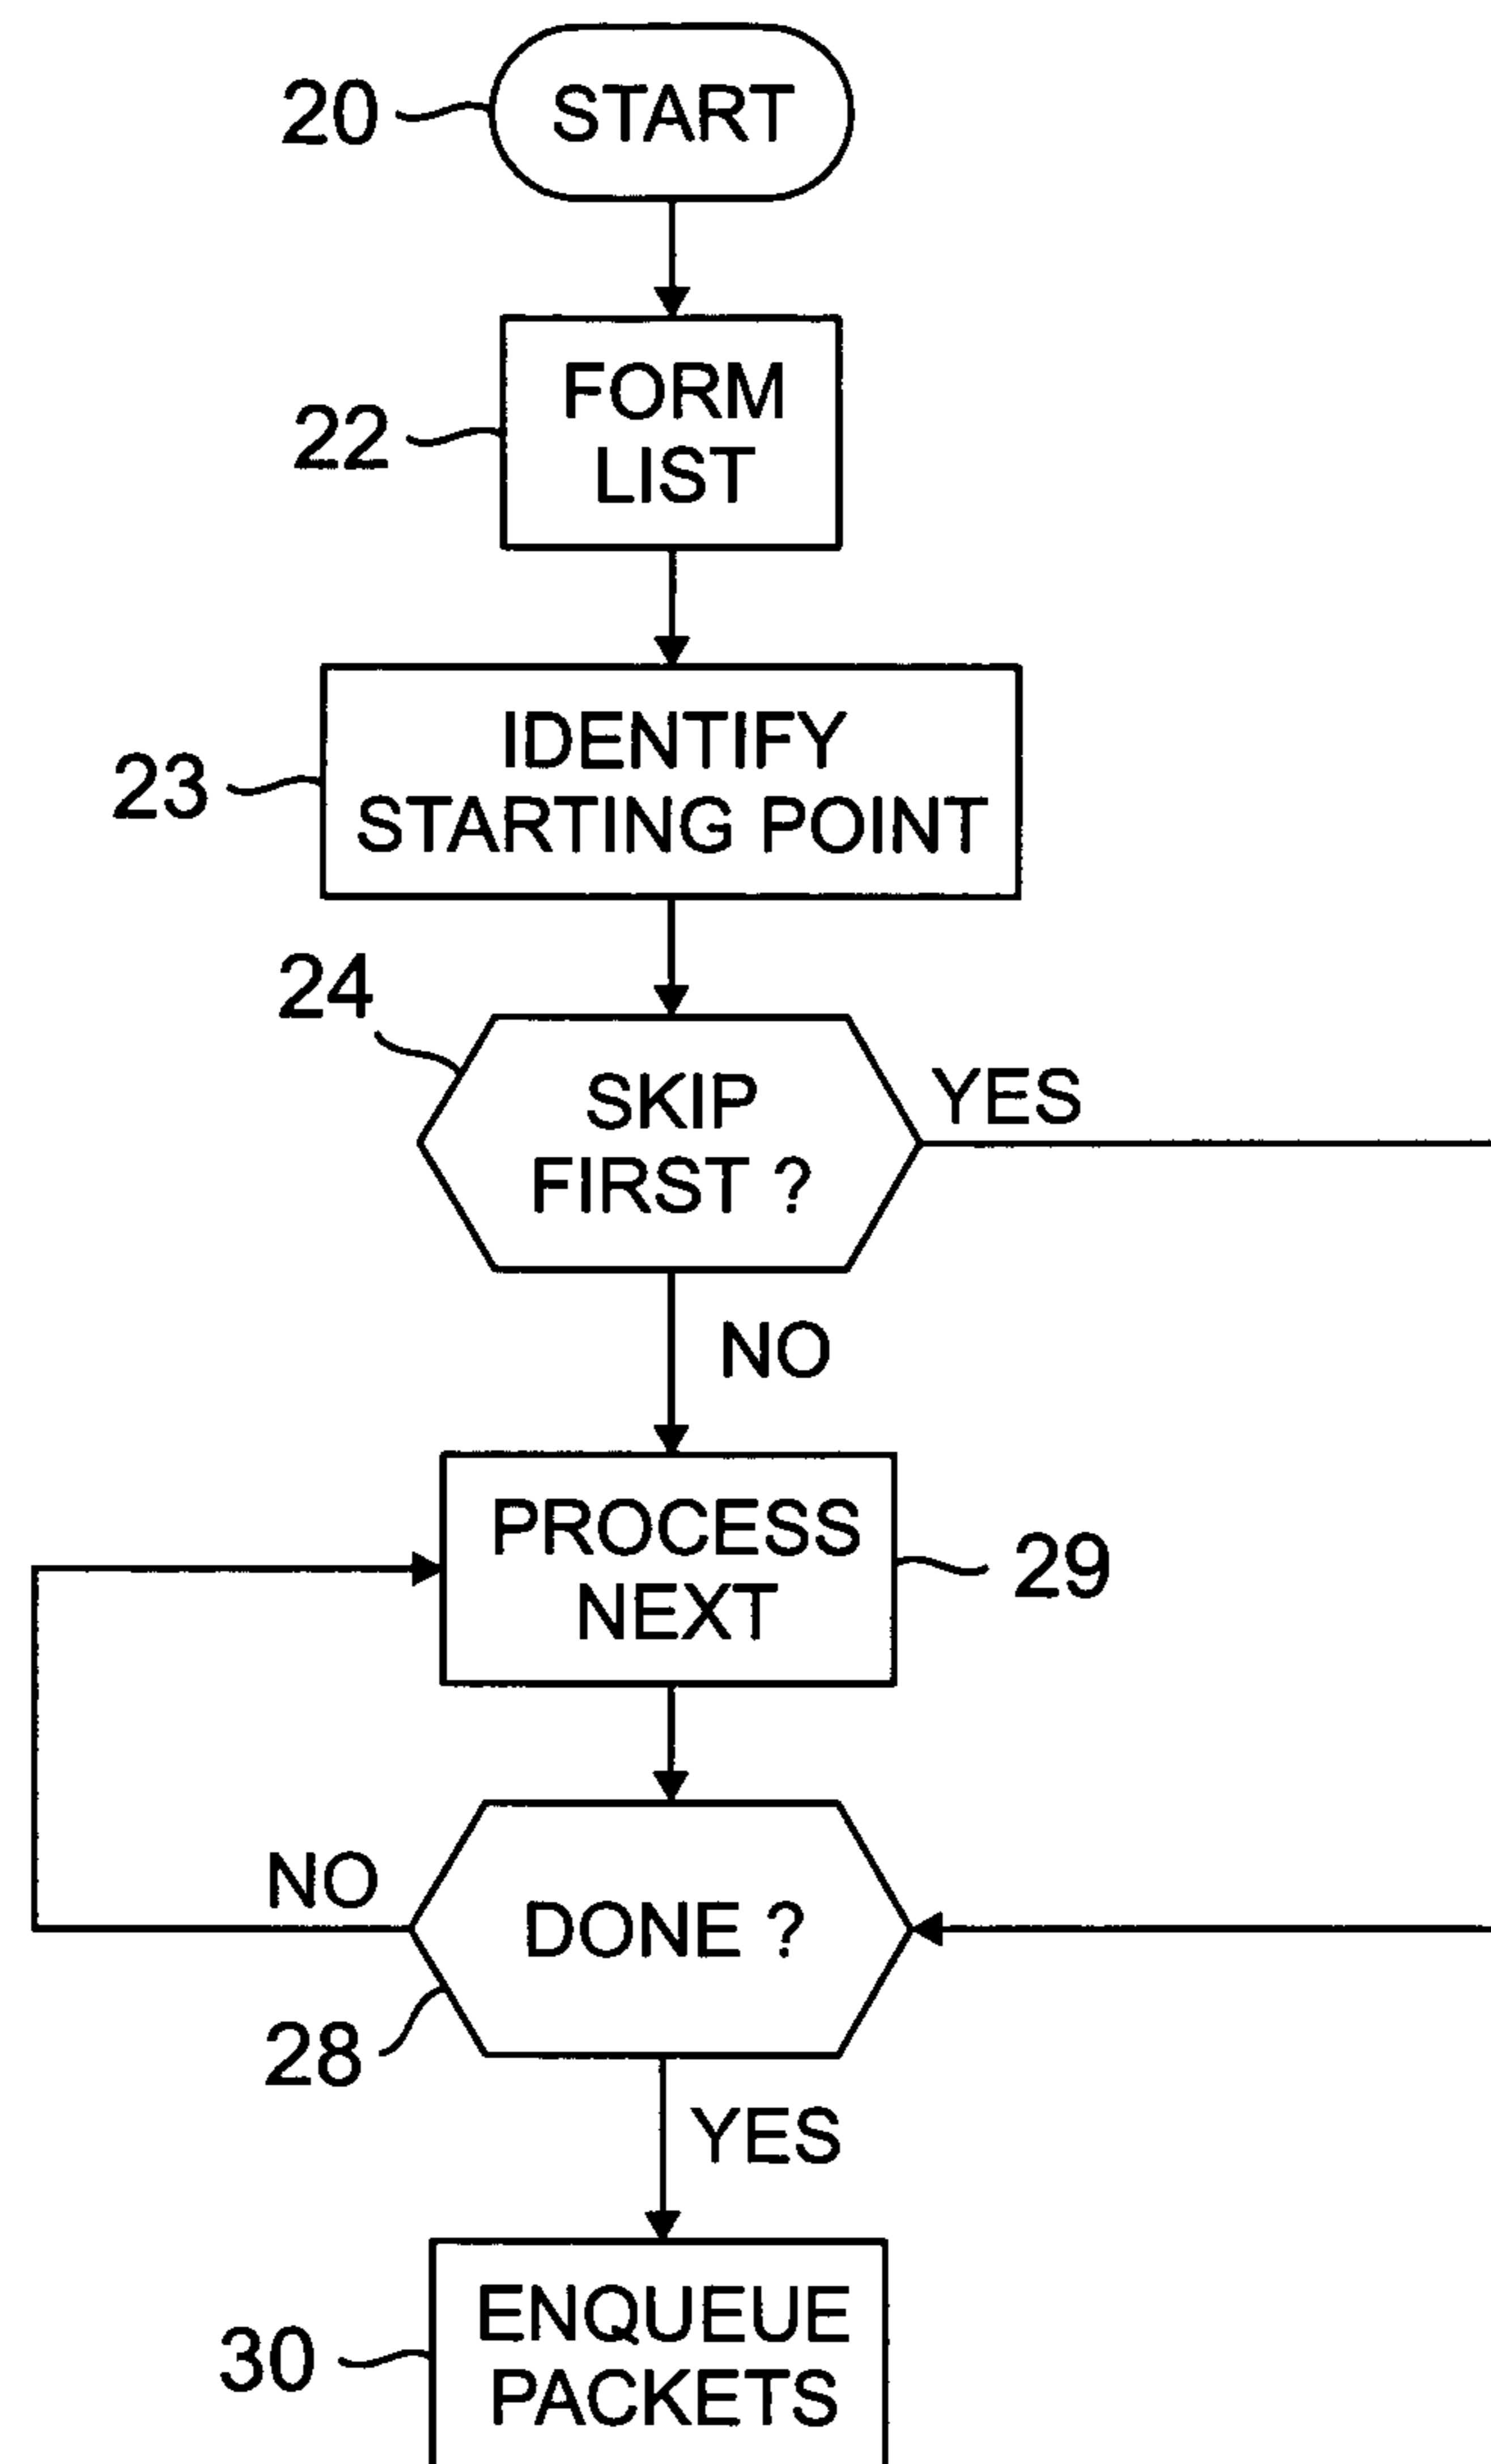 20
START
22
FORM
LIST
23
IDENTIFY
STARTING POINT
24
SKIP
FIRST ?
YES
NO
PROCESS
NEXT
29
NO
DONE ?
28
YES
30
ENQUEUE
PACKETS